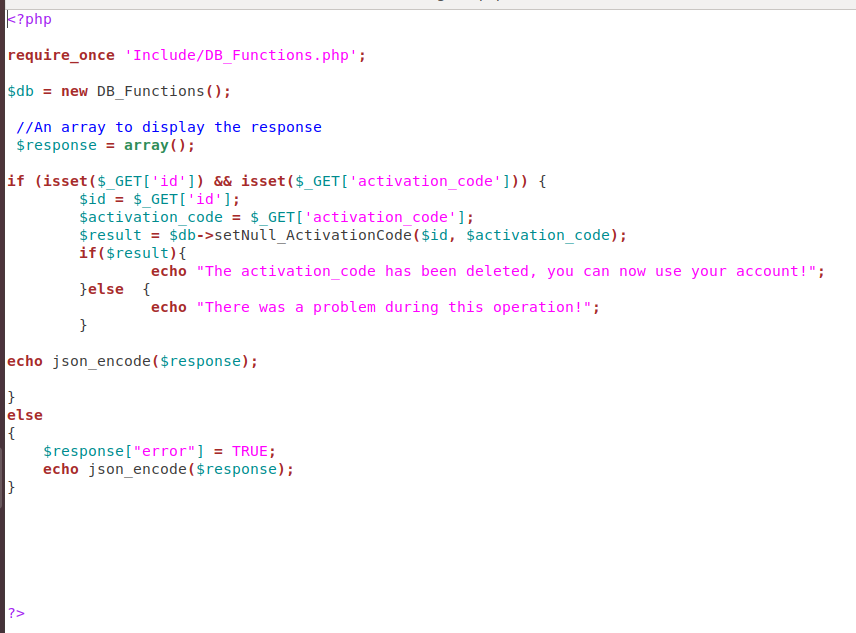 <?php
require_once 'Include/DB_Functions.php';
$db = new DB_Functions();
//An array to display the response
$response = array();
if (isset($_GET['id']) && isset($_GET['activation_code'])) {
$id = $_GET['id'];
$activation_code = $_GET['activation_code'];
$result = $db->setNull_ActivationCode($id, $activation_code);
if($result){
echo "The activation_code has been deleted, you can now use your account!";
}else  {
echo "There was a problem during this operation!";
}
echo json_encode($response);
}
else
{
$response["error"] = TRUE;
echo json_encode($response);
}
?>